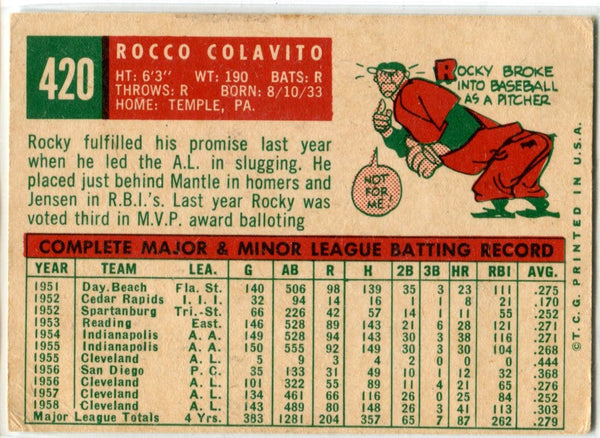 420
ROCCO COLAVITO
HT: 6'3" WT: 190 BATS: R
THROWS: R BORN: 8/10/33
HOME: TEMPLE, PA.
ROCKY BROKE
INTO BASEBALL
AS A PITCHER
NOT
FOR
ME!
Rocky fulfilled his promise last year
when he led the A.L. in slugging. He
placed just behind Mantle in homers and
Jensen in R.B.I.'s. Last year Rocky was
voted third in M.V.P. award balloting
COMPLETE MAJOR & MINOR LEAGUE BATTING RECORD
YEAR TEAM LEA. G AB R H 2B 3B HR RBI AVG.
1951 Day. Beach Fla. St. 140 506 98 139 35 3 23 111 .275
1952 Cedar Rapids I. I. I. 32 94 14 16 1 1 8 21 .170
1952 Spartanburg Tri.-St. 66 226 42 57 14 1 11 55 .252
1953 Reading East. 146 528 89 143 21 6 28 121 .271
1954 Indianapolis A. A. 149 529 94 144 30 3 38 116 .271
1955 Indianapolis A. A. 150 555 92 149 30 4 30 104 .268
1955 Cleveland A. L. 5 9 3 4 2 0 0 0 .444
1956 San Diego P. C. 35 133 31 49 10 1 12 32 .368
1956 Cleveland A. L. 101 322 55 89 11 4 21 65 .276
1957 Cleveland A. L. 134 461 66 116 26 0 25 84 .252
1958 Cleveland A. L. 143 489 80 148 26 3 41 113 .303
Major League Totals 4 Yrs. 383 1281 204 357 65 7 87 262 .279
©T.C.G. PRINTED IN U.S.A.